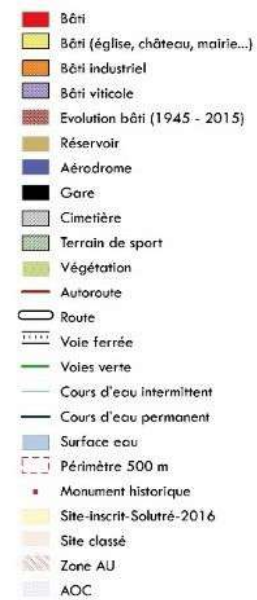 Bâti
Bâti (église, château, mairie...)
Bâti industriel
Bâti viticole
Evolution bâti (1945 - 2015)
Réservoir
Aérodrome
Gare
Cimetière
Terrain de sport
Végétation
Autoroute
Route
Voie ferrée
Voies verte
Cours d'eau intermittent
Cours d'eau permanent
Surface eau
Périmètre 500 m
Monument historique
Site-inscrit-Solutré-2016
Site classé
Zone AU
AOC